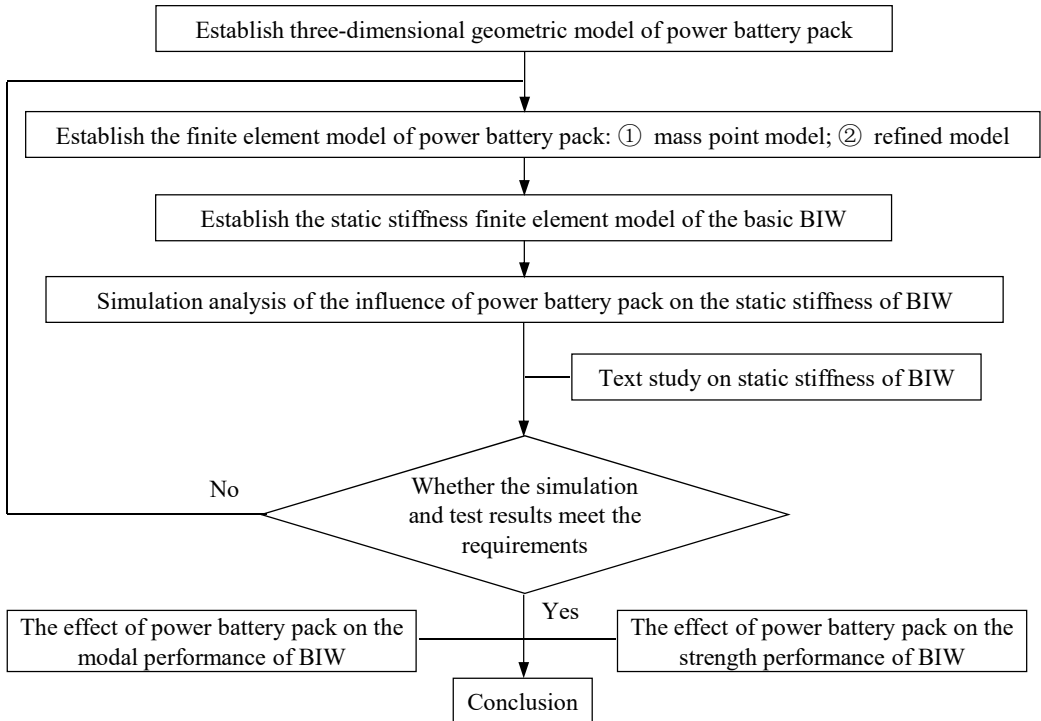 Establish three-dimensional geometric model of power battery pack
Establish the finite element model of power battery pack: ① mass point model; ② refined model
Establish the static stiffness finite element model of the basic BIW
Simulation analysis of the influence of power battery pack on the static stiffness of BIW
Text study on static stiffness of BIW
No
Whether the simulation
and test results meet the
requirements
Yes
The effect of power battery pack on the
modal performance of BIW
The effect of power battery pack on the
strength performance of BIW
Conclusion